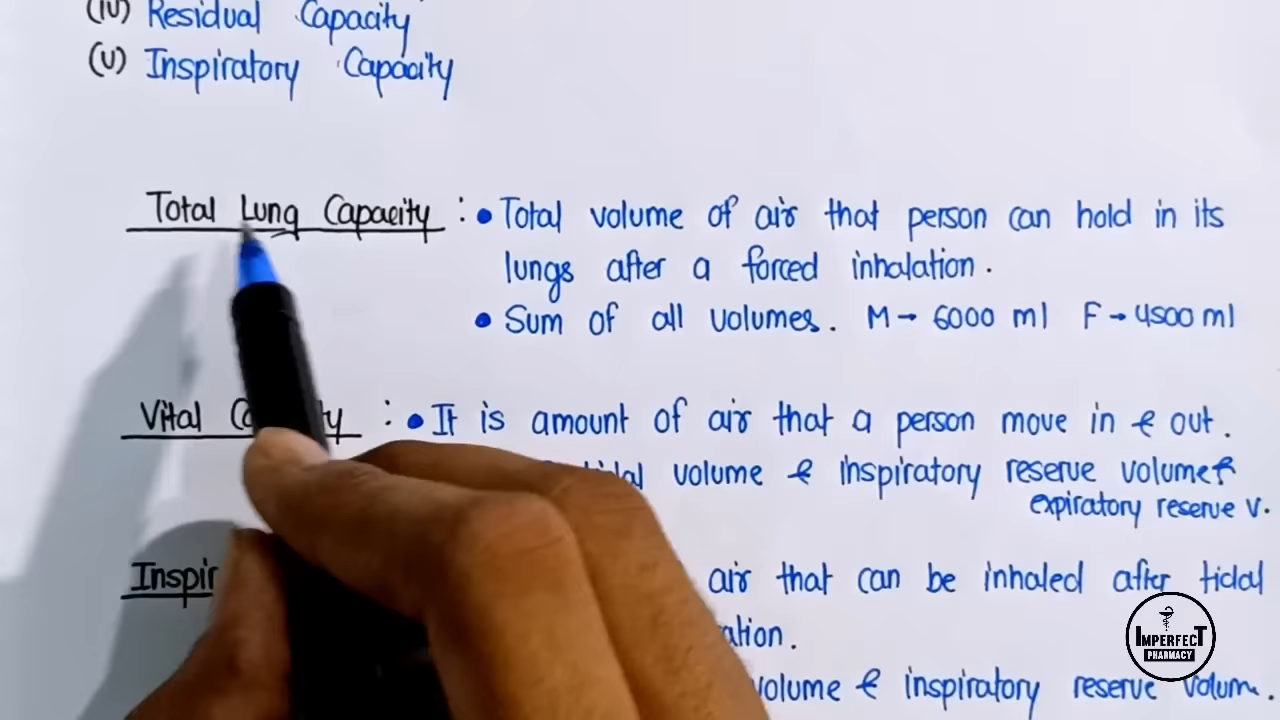 (iv) Residual Capacity
(v) Inspiratory Capacity
Total Lung Capacity : • Total volume of air that person can hold in its
lungs after a forced inhalation.
• Sum of all volumes. M → 6000 ml F → 4500 ml
Vital : • It is amount of air that a person move in & out.
volume & inspiratory reserve volume &
expiratory reserve v.
air that can be inhaled after tidal
volume & inspiratory reserve volum.
IMPERFECT
PHARMACY